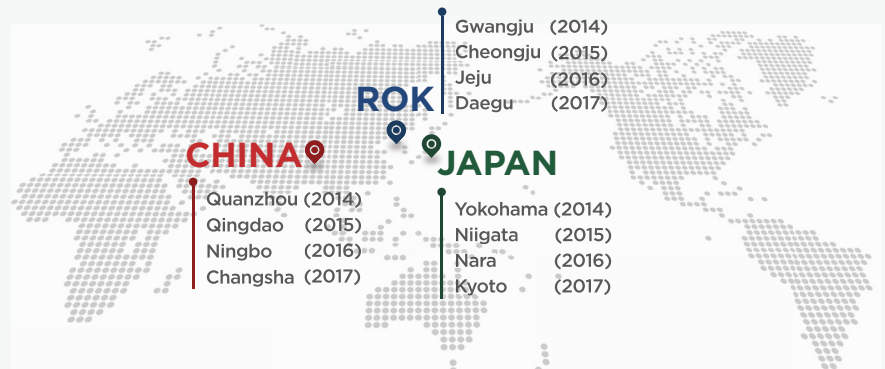 ROK
Gwangju (2014)
Cheongju (2015)
Jeju (2016)
Daegu (2017)
CHINA
Quanzhou (2014)
Qingdao (2015)
Ningbo (2016)
Changsha (2017)
JAPAN
Yokohama (2014)
Niigata (2015)
Nara (2016)
Kyoto (2017)